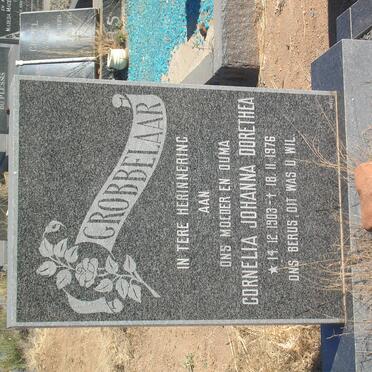 GROBBELAAR
IN TERE HERINNERING
AAN
ONS MOEDER EN OUMA
CORNELIA JOHANNA DORETHEA
★ 14.12.1903 - † 18.11.1976
ONS BERUS, DIT WAS U WIL.